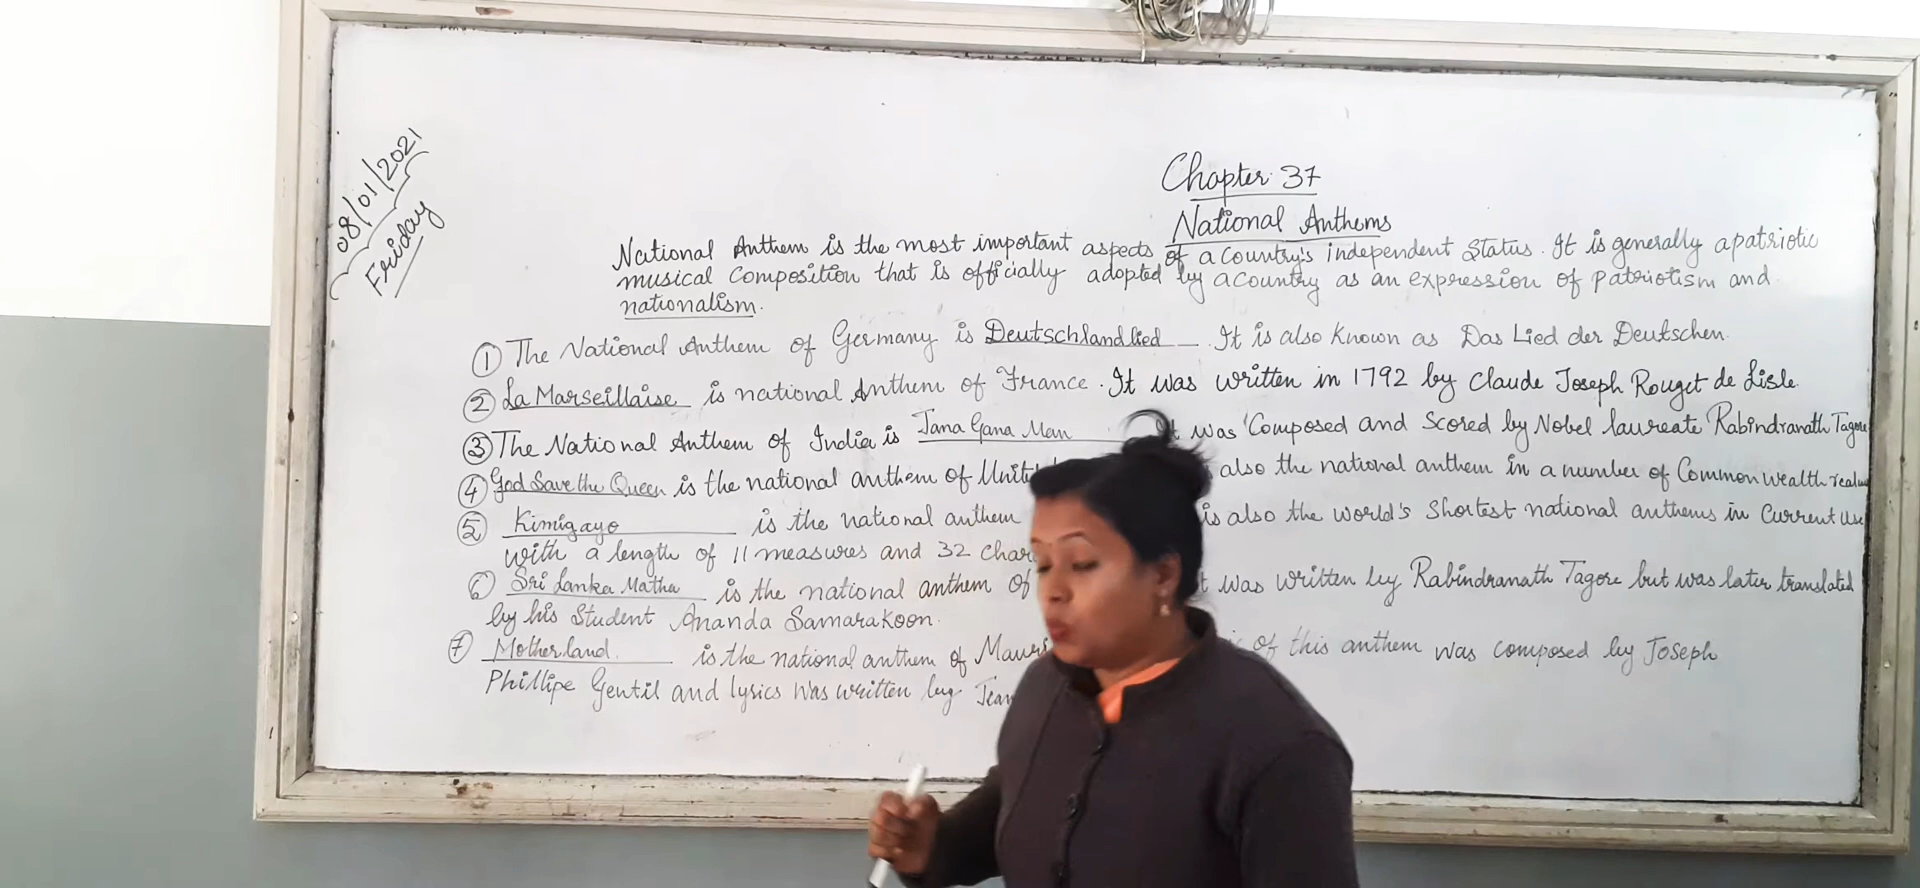 08/01/2021
Friday
Chapter 37
National Anthems
National Anthem is the most important aspects of a Country's independent Status. It is generally a patriotic
musical composition that is officially adopted by a country as an expression of patriotism and
nationalism.
① The National Anthem of Germany is Deutschlandlied. It is also known as Das Lied der Deutschen.
② La Marseillaise is national Anthem of France. It was written in 1792 by Claude Joseph Rouget de Lisle.
③ The National Anthem of India is Jana Gana Man It was Composed and Scored by Nobel laureate Rabindranath Tagore
④ God Save the Queen is the national anthem of also the national anthem in a number of Common wealth
⑤ Kimigayo is the national anthem is also the world's Shortest national anthems in Current use
with a length of 11 measures and 32
⑥ Sri Lanka Matha is the national anthem of was written by Rabindranath Tagore but was later translated
by his Student Ananda Samarakoon.
⑦ Motherland. is the national anthem of of this anthem was composed by Joseph
Phillipe Gentil and lyrics was written by